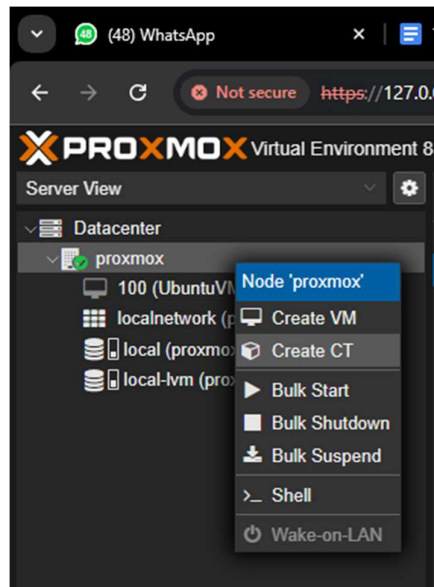 48 (48) WhatsApp
Not secure https://127.0.
PROXMOX Virtual Environment 8
Server View
Datacenter
proxmox
100 (UbuntuVM
localnetwork (p
local (proxmo
local-lvm (prox
Node 'proxmox'
Create VM
Create CT
Bulk Start
Bulk Shutdown
Bulk Suspend
Shell
Wake-on-LAN